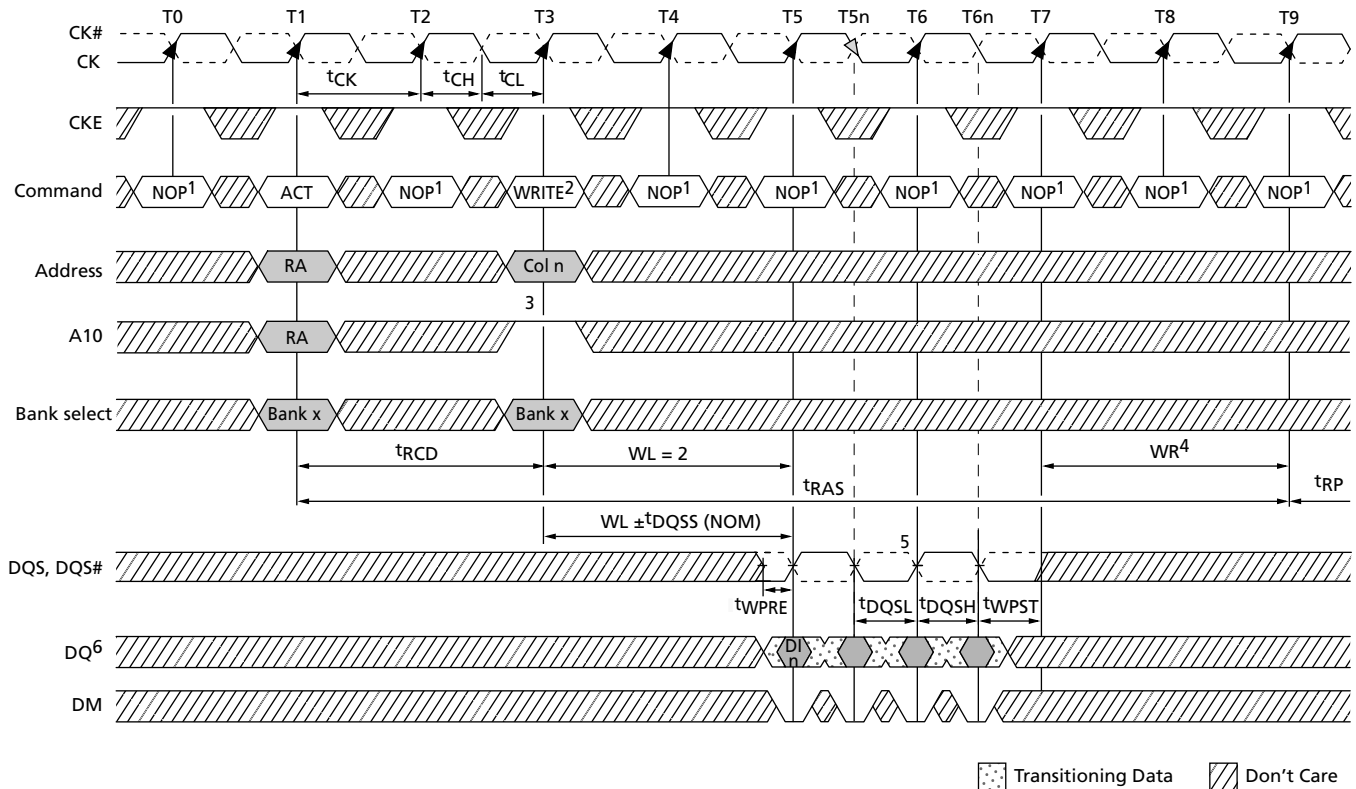 T0 T1 T2 T3 T4 T5 T5n T6 T6n T7 T8 T9
CK#
CK
tCK tCH tCL
CKE
Command NOP1 ACT NOP1 WRITE2 NOP1 NOP1 NOP1 NOP1 NOP1 NOP1
Address RA Col n
3
A10 RA
Bank select Bank x Bank x
tRCD WL = 2 WR4
tRAS tRP
WL ±tDQSS (NOM)
5
DQS, DQS#
tWPRE tDQSL tDQSH tWPST
DQ6 DI
n
DM
Transitioning Data Don't Care